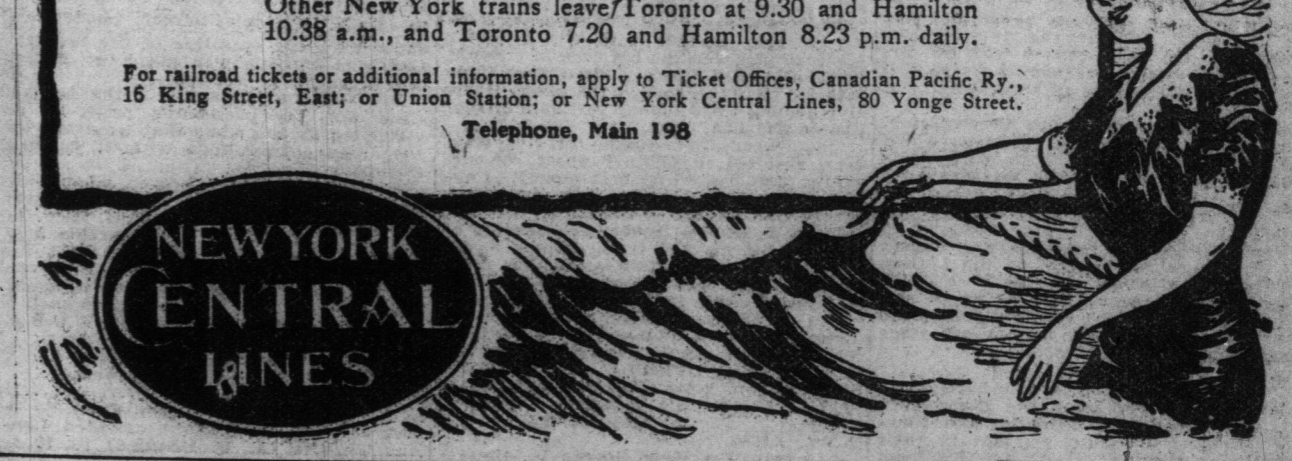 Other New York trains leave Toronto at 9.30 and Hamilton
10.38 a.m., and Toronto 7.20 and Hamilton 8.23 p.m. daily.
For railroad tickets or additional information, apply to Ticket Offices, Canadian Pacific Ry.,
16 King Street, East; or Union Station; or New York Central Lines, 80 Yonge Street.
Telephone, Main 198
NEW YORK
CENTRAL
LINES